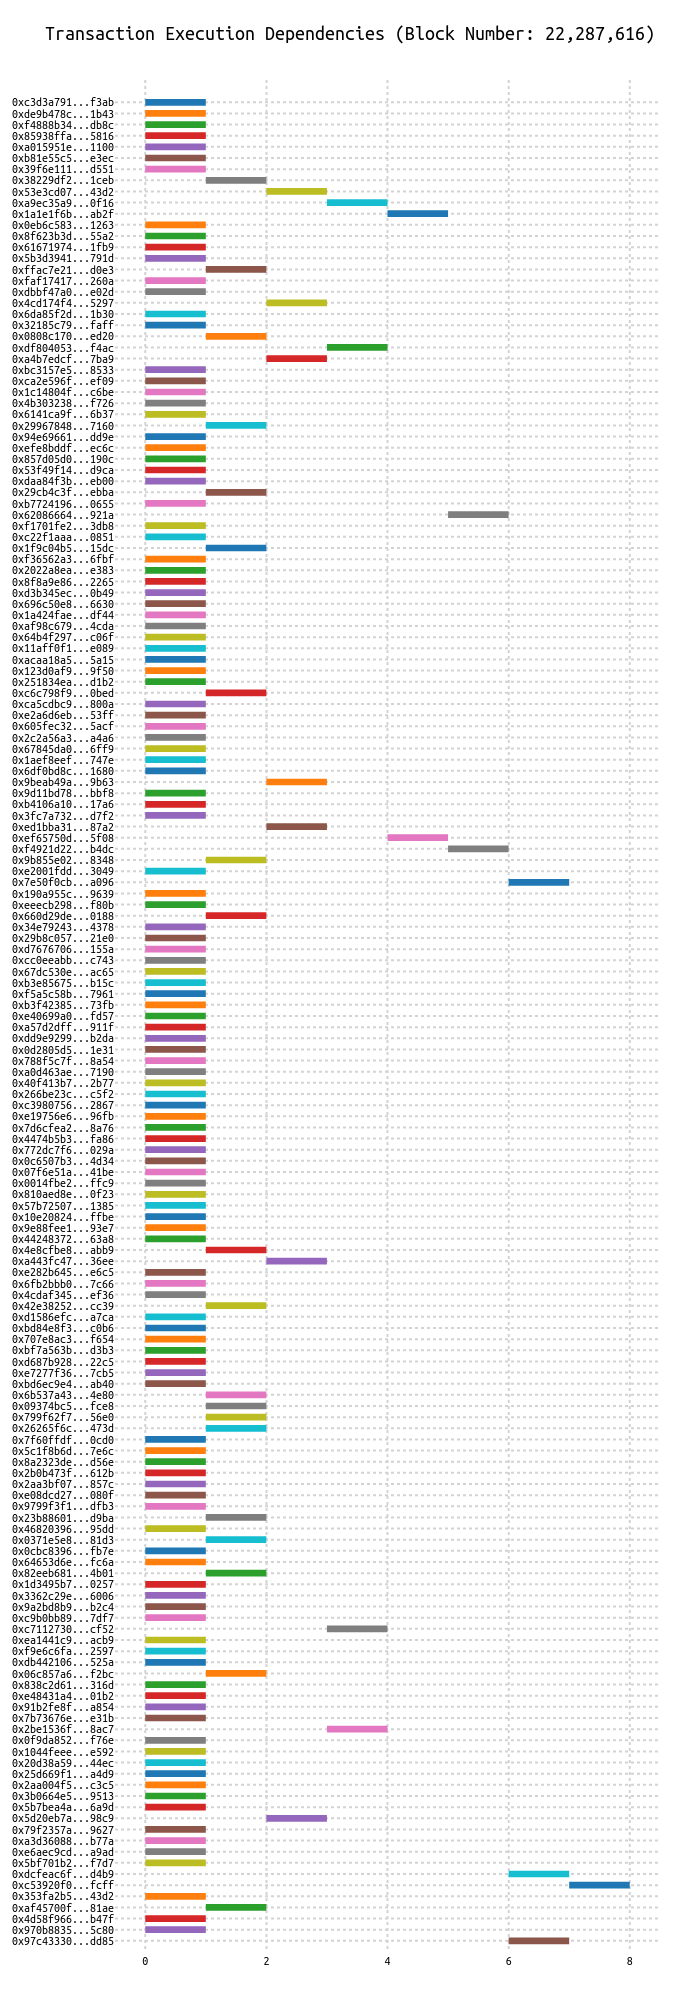 Transaction Execution Dependencies (Block Number: 22,287,616)
0xc3d3a791...f3ab
0xde9b478c...1b43
0xf4888b34...db8c
0x85938ffa...5816
0xa015951e...1100
0xb81e55c5...e3ec
0x39f6e111...d551
0x38229df2...1ceb
0x53e3cd07...43d2
0xa9ec35a9...0f16
0x1a1e1f6b...ab2f
0x0eb6c583...1263
0x8f623b3d...55a2
0x61671974...1fb9
0x5b3d3941...791d
0xffac7e21...d0e3
0xfaf17417...260a
0xdbbf47a0...e02d
0x4cd174f4...5297
0x6da85f2d...1b30
0x32185c79...faff
0x0808c170...ed20
0xdf804053...f4ac
0xa4b7edcf...7ba9
0xbc3157e5...8533
0xca2e596f...ef09
0x1c14804f...c6be
0x4b303238...f726
0x6141ca9f...6b37
0x29967848...7160
0x94e69661...dd9e
0xefe8bddf...ec6c
0x857d05d0...190c
0x53f49f14...d9ca
0xdaa84f3b...eb00
0x29cb4c3f...ebba
0xb7724196...0655
0x62086664...921a
0xf1701fe2...3db8
0xc22f1aaa...0851
0x1f9c04b5...15dc
0xf36562a3...6fbf
0x2022a8ea...e383
0x8f8a9e86...2265
0xd3b345ec...0b49
0x696c50e8...6630
0x1a424fae...df44
0xaf98c679...4cda
0x64b4f297...c06f
0x11aff0f1...e089
0xacaa18a5...5a15
0x123d0af9...9f50
0x251834ea...d1b2
0xc6c798f9...0bed
0xca5cdbc9...800a
0xe2a6d6eb...53ff
0x605fec32...5acf
0x2c2a56a3...a4a6
0x67845da0...6ff9
0x1aef8eef...747e
0x6df0bd8c...1680
0x9beab49a...9b63
0x9d11bd78...bbf8
0xb4106a10...17a6
0x3fc7a732...d7f2
0xed1bba31...87a2
0xef65750d...5f08
0xf4921d22...b4dc
0x9b855e02...8348
0xe2001fdd...3049
0x7e50f0cb...a096
0x190a955c...9639
0xeeecb298...f80b
0x660d29de...0188
0x34e79243...4378
0x29b8c057...21e0
0xd7676706...155a
0xcc0eeabb...c743
0x67dc530e...ac65
0xb3e85675...b15c
0xf5a5c58b...7961
0xb3f42385...73fb
0xe40699a0...fd57
0xa57d2dff...911f
0xdd9e9299...b2da
0x0d2805d5...1e31
0x788f5c7f...8a54
0xa0d463ae...7190
0x40f413b7...2b77
0x266be23c...c5f2
0xc3980756...2867
0xe19756e6...96fb
0x7d6cfea2...8a76
0x4474b5b3...fa86
0x772dc7f6...029a
0x0c6507b3...4d34
0x07f6e51a...41be
0x0014fbe2...ffc9
0x810aed8e...0f23
0x57b72507...1385
0x10e20824...ffbe
0x9e88fee1...93e7
0x44248372...63a8
0x4e8cfbe8...abb9
0xa443fc47...36ee
0xe282b645...e6c5
0x6fb2bbb0...7c66
0x4cdaf345...ef36
0x42e38252...cc39
0xd1586efc...a7ca
0xbd84e8f3...c0b6
0x707e8ac3...f654
0xbf7a563b...d3b3
0xd687b928...22c5
0xe7277f36...7cb5
0xbd6ec9e4...ab40
0x6b537a43...4e80
0x09374bc5...fce8
0x799f62f7...56e0
0x26265f6c...473d
0x7f60ffdf...0cd0
0x5c1f8b6d...7e6c
0x8a2323de...d56e
0x2b0b473f...612b
0x2aa3bf07...857c
0xe08dcd27...080f
0x9799f3f1...dfb3
0x23b88601...d9ba
0x46820396...95dd
0x0371e5e8...81d3
0x0cbc8396...fb7e
0x64653d6e...fc6a
0x82eeb681...4b01
0x1d3495b7...0257
0x3362c29e...6006
0x9a2bd8b9...b2c4
0xc9b0bb89...7df7
0xc7112730...cf52
0xea1441c9...acb9
0xf9e6c6fa...2597
0xdb442106...525a
0x06c857a6...f2bc
0x838c2d61...316d
0xe48431a4...01b2
0x91b2fe8f...a854
0x7b73676e...e31b
0x2be1536f...8ac7
0x0f9da852...f76e
0x1044feee...e592
0x20d38a59...44ec
0x25d669f1...a4d9
0x2aa004f5...c3c5
0x3b0664e5...9513
0x5b7bea4a...6a9d
0x5d20eb7a...98c9
0x79f2357a...9627
0xa3d36088...b77a
0xe6aec9cd...a9ad
0x5bf701b2...f7d7
0xdcfeac6f...d4b9
0xc53920f0...fcff
0x353fa2b5...43d2
0xaf45700f...81ae
0x4d58f966...b47f
0x970b8835...5c80
0x97c43330...dd85
0 2 4 6 8